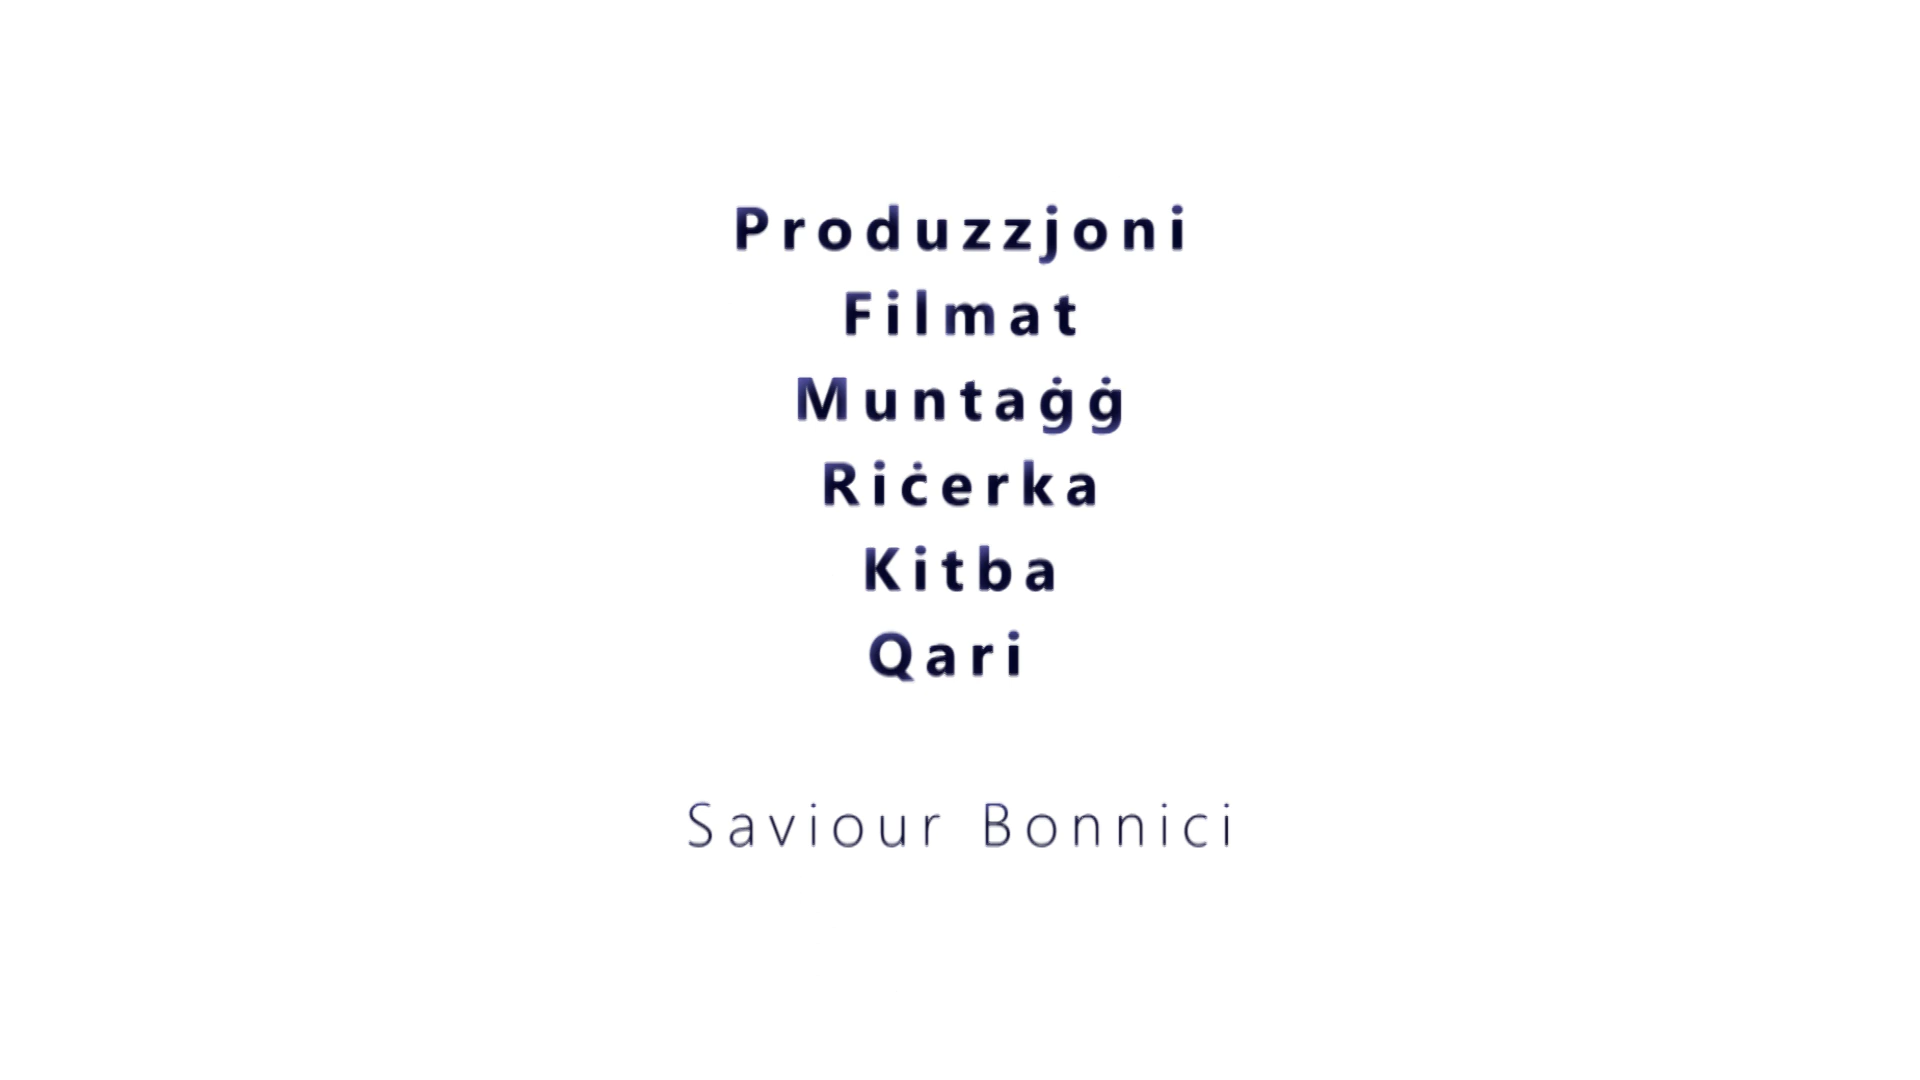 Produzzjoni
Filmat
Muntaġġ
Riċerka
Kitba
Qari
Saviour Bonnici